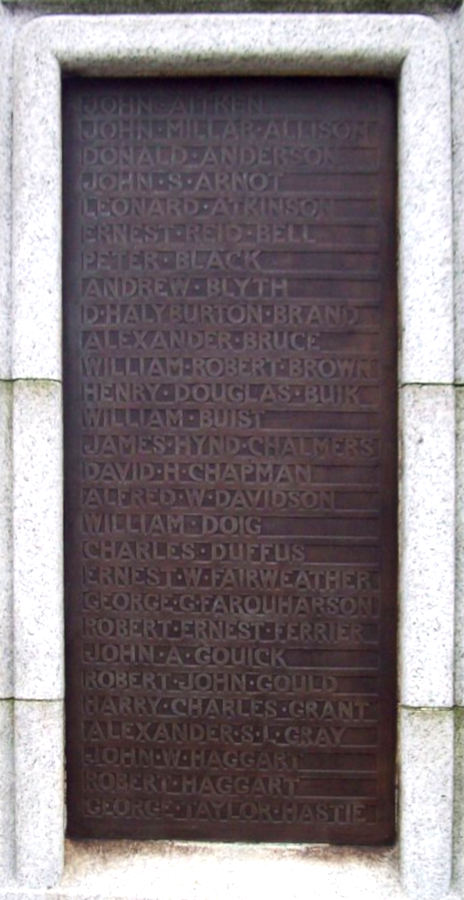 JOHN · AITKEN
JOHN · MILLAR · ALLISON
DONALD · ANDERSON
JOHN · S · ARNOT
LEONARD · ATKINSON
ERNEST · REID · BELL
PETER · BLACK
ANDREW · BLYTH
D · HALYBURTON · BRAND
ALEXANDER · BRUCE
WILLIAM · ROBERT · BROWN
HENRY · DOUGLAS · BUIK
WILLIAM · BUIST
JAMES · HYND · CHALMERS
DAVID · H · CHAPMAN
ALFRED · W · DAVIDSON
WILLIAM · DOIG
CHARLES · DUFFUS
ERNEST · W · FAIRWEATHER
GEORGE · G · FARQUHARSON
ROBERT · ERNEST · FERRIER
JOHN · A · GOUICK
ROBERT · JOHN · GOULD
HARRY · CHARLES · GRANT
ALEXANDER · S · J · GRAY
JOHN · W · HAGGART
ROBERT · HAGGART
GEORGE · TAYLOR · HASTIE